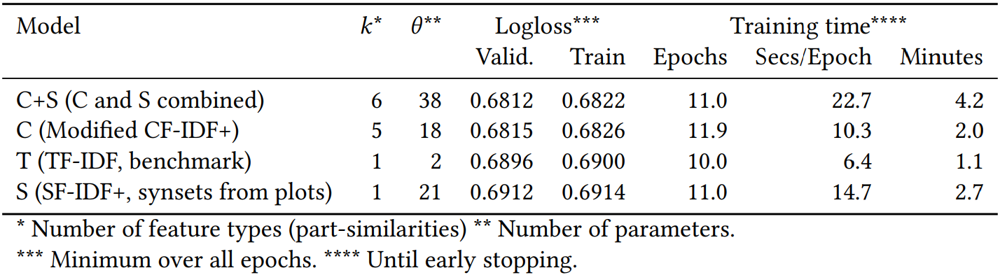 Model k* θ** Logloss*** Training time****
Valid. Train Epochs Secs/Epoch Minutes
C+S (C and S combined) 6 38 0.6812 0.6822 11.0 22.7 4.2
C (Modified CF-IDF+) 5 18 0.6815 0.6826 11.9 10.3 2.0
T (TF-IDF, benchmark) 1 2 0.6896 0.6900 10.0 6.4 1.1
S (SF-IDF+, synsets from plots) 1 21 0.6912 0.6914 11.0 14.7 2.7
* Number of feature types (part-similarities) ** Number of parameters.
*** Minimum over all epochs. **** Until early stopping.